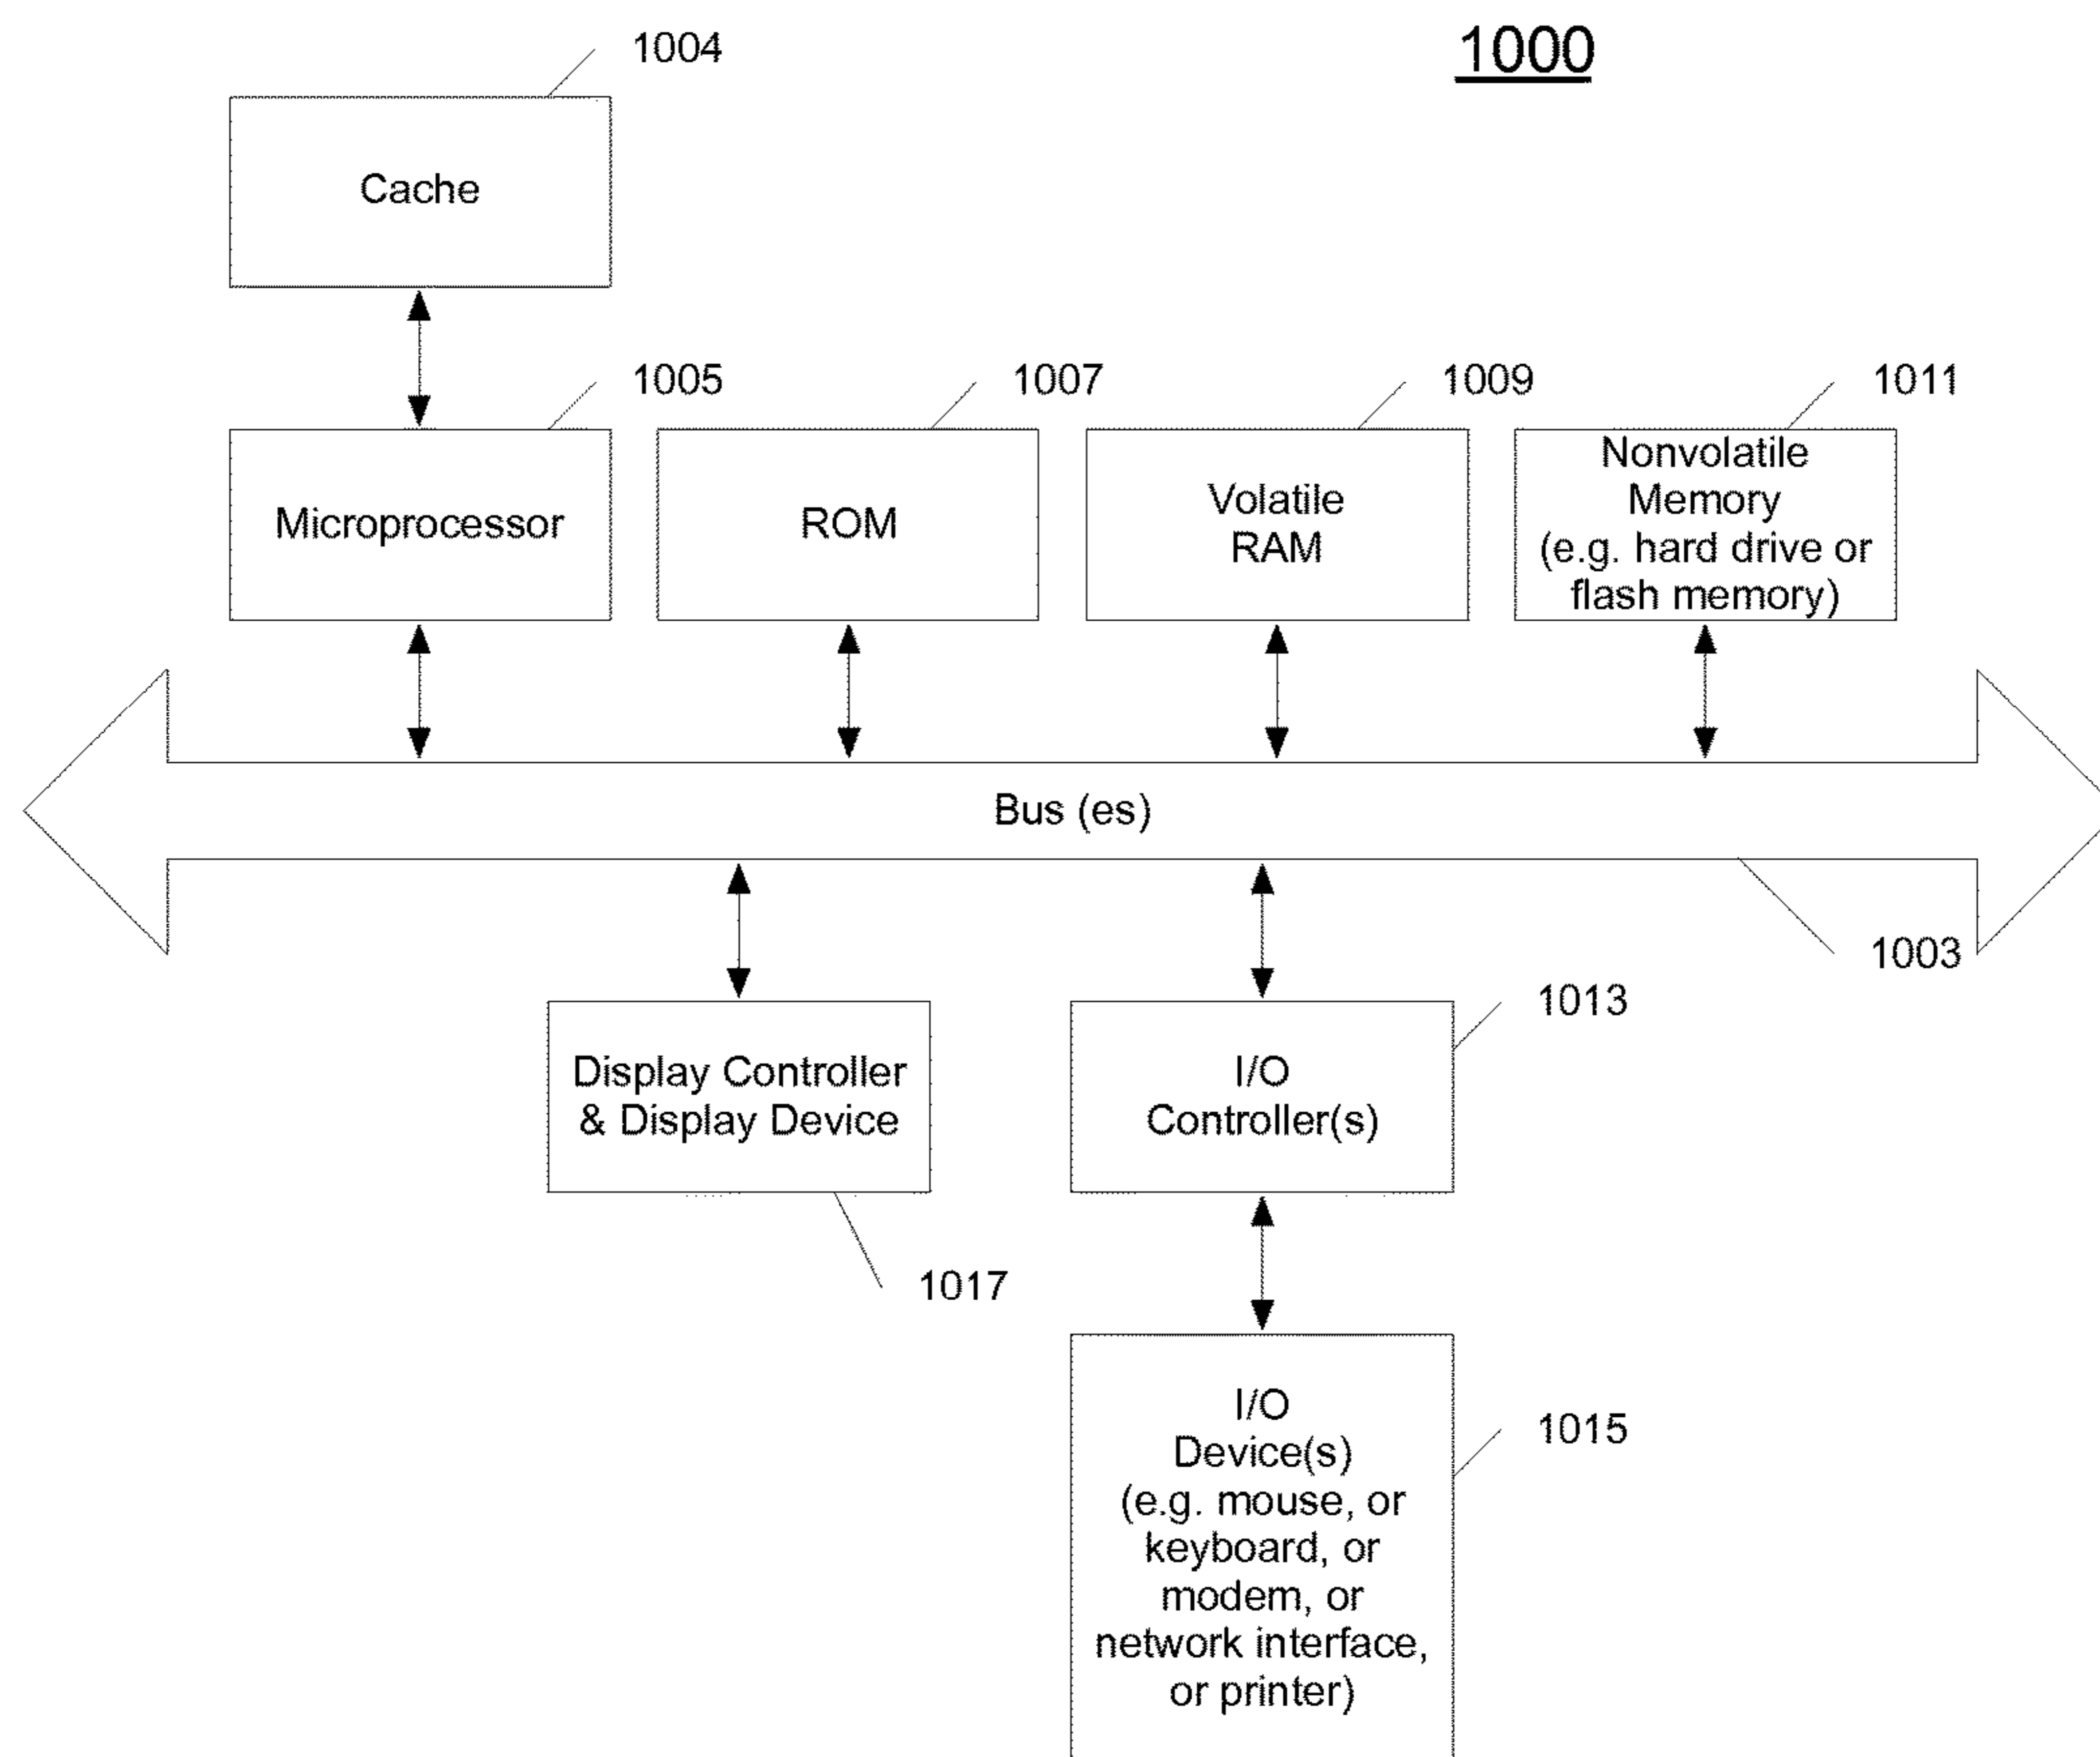 1000
1004
Cache
1005
1007
1009
1011
Microprocessor
ROM
Volatile
RAM
Nonvolatile
Memory
(e.g. hard drive or
flash memory)
Bus (es)
1003
Display Controller
& Display Device
1017
I/O
Controller(s)
1013
I/O
Device(s)
(e.g. mouse, or
keyboard, or
modem, or
network interface,
or printer)
1015